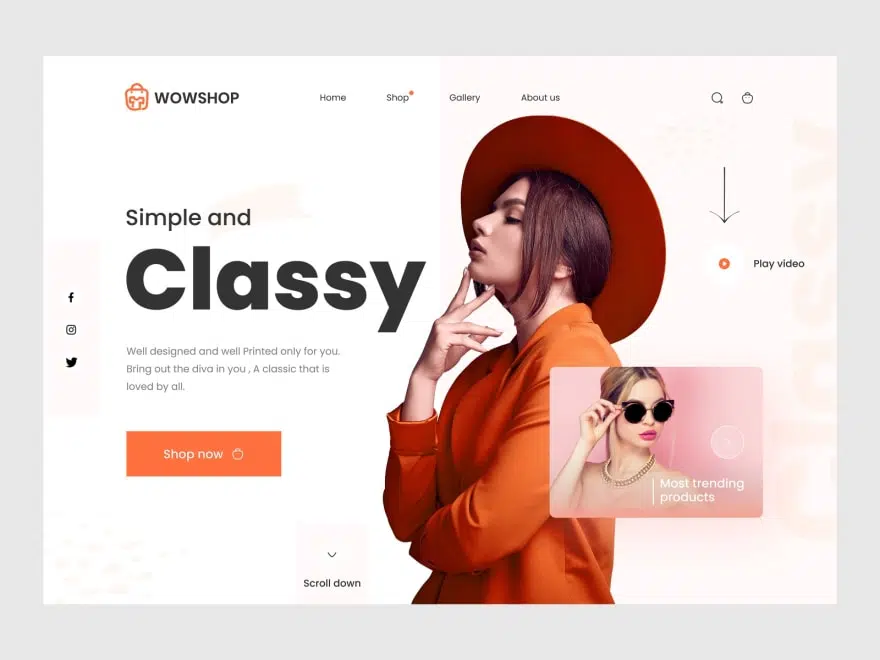 WOWSHOP
Home
Shop
Gallery
About us
Simple and
Classy
Well designed and well Printed only for you.
Bring out the diva in you , A classic that is
loved by all.
Shop now
Play video
Most trending
products
Scroll down
Classy